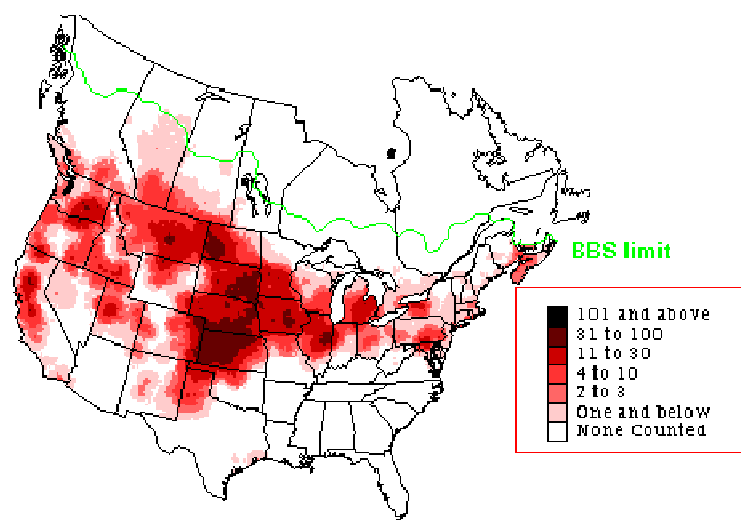 BBS limit
101 and above
31 to 100
11 to 30
4 to 10
2 to 3
One and below
None Counted